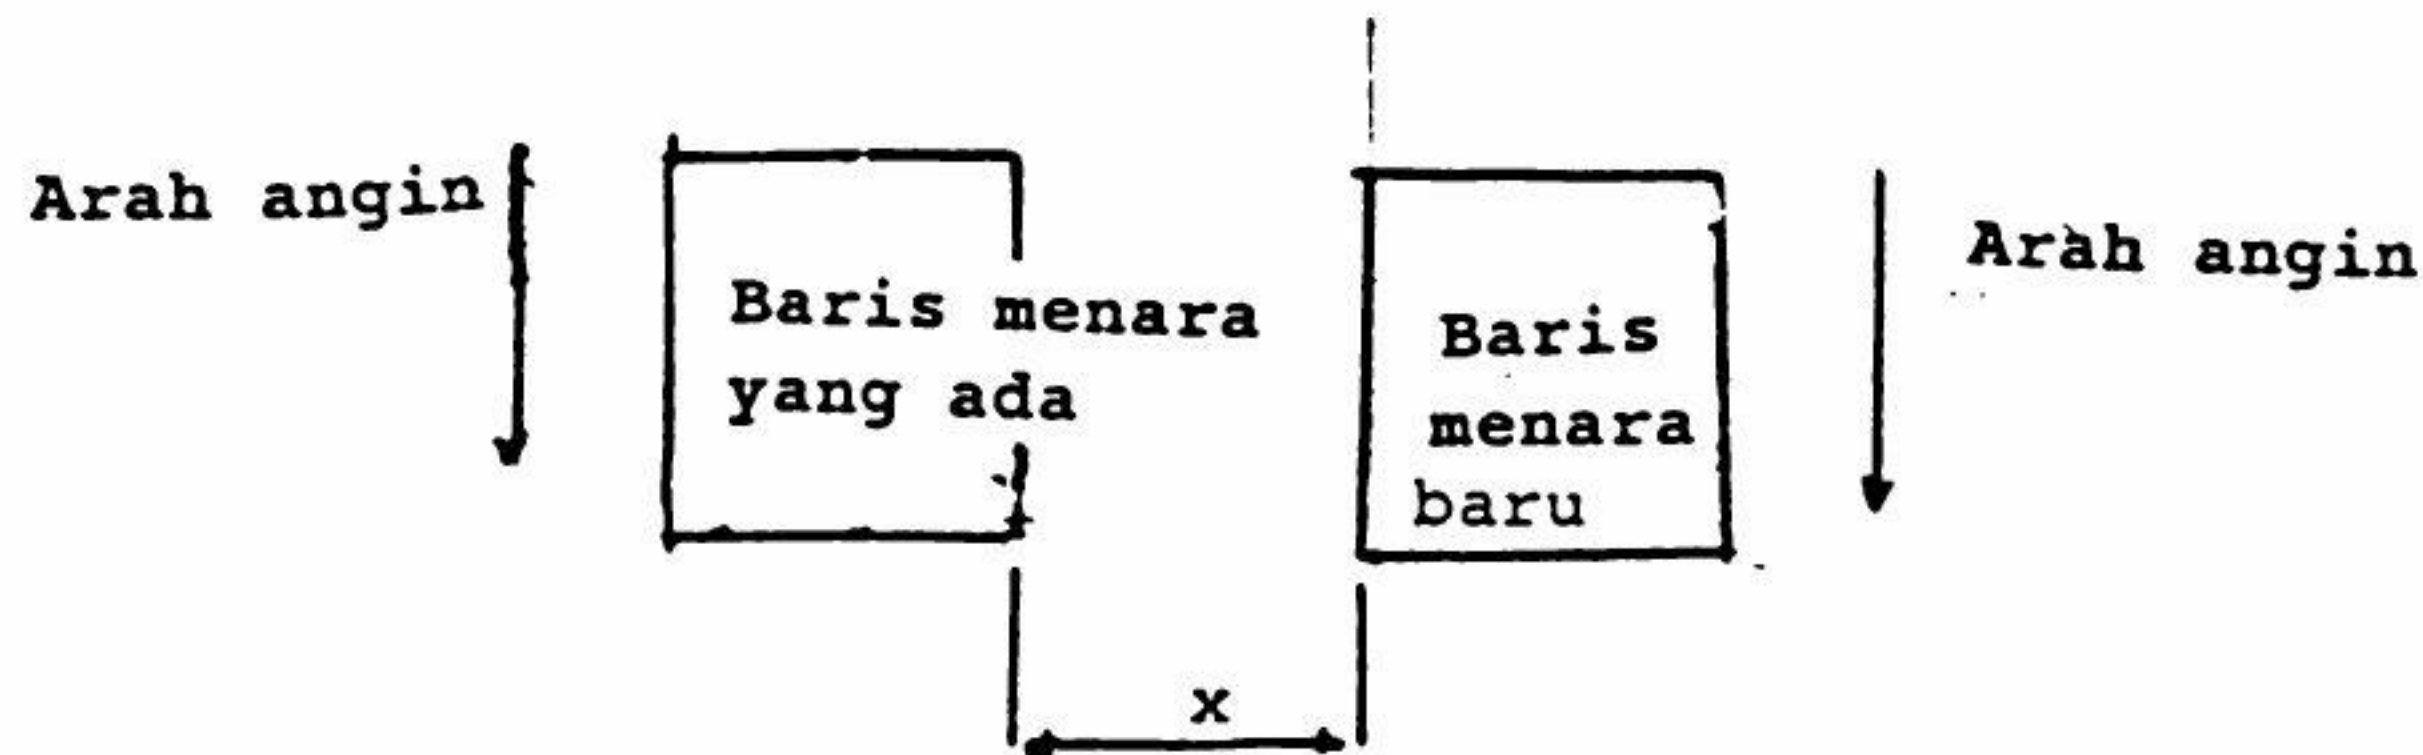 Arah angin
Baris menara
yang ada
Baris
menara
baru
Arah angin
x